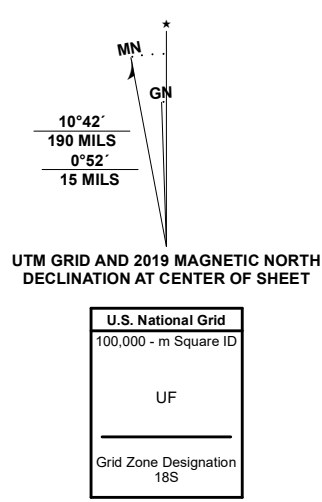 ★
MN
GN
10°42´
190 MILS
0°52´
15 MILS
UTM GRID AND 2019 MAGNETIC NORTH
DECLINATION AT CENTER OF SHEET
U.S. National Grid
100,000 - m Square ID
UF
Grid Zone Designation
18S